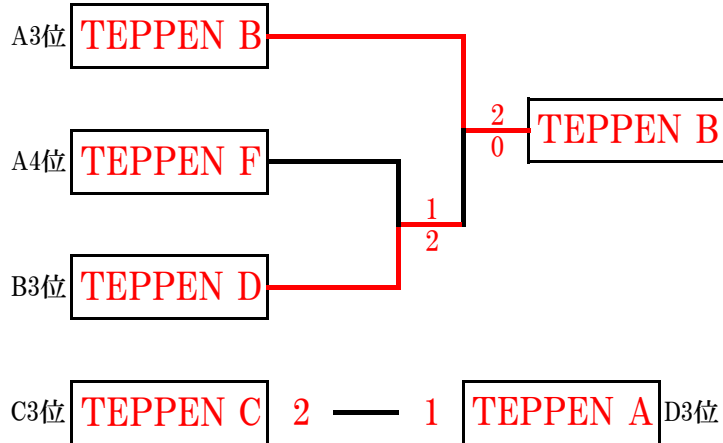 A3位 TEPPEN B
2
0
TEPPEN B
A4位 TEPPEN F
1
2
B3位 TEPPEN D
C3位 TEPPEN C 2 1 TEPPEN A D3位